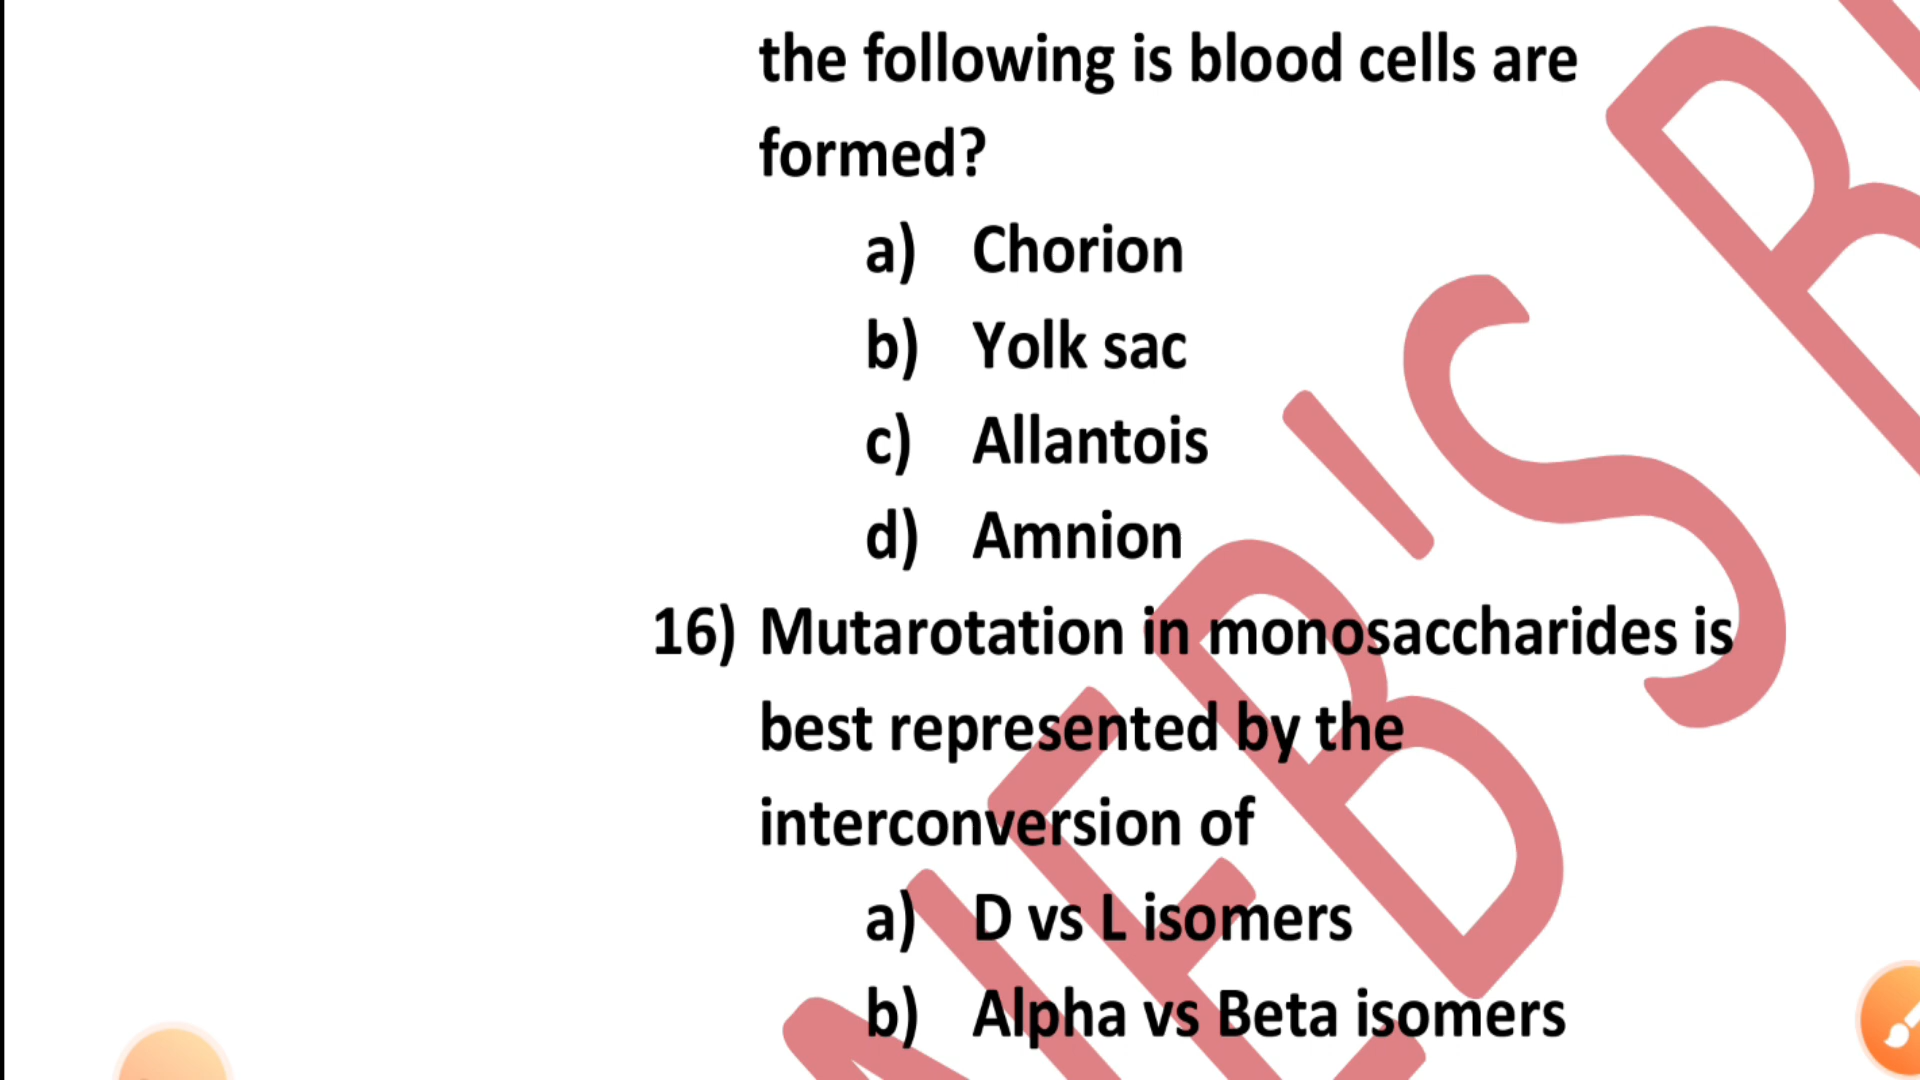 the following is blood cells are
formed?
a) Chorion
b) Yolk sac
c) Allantois
d) Amnion
16) Mutarotation in monosaccharides is
best represented by the
interconversion of
a) D vs L isomers
b) Alpha vs Beta isomers